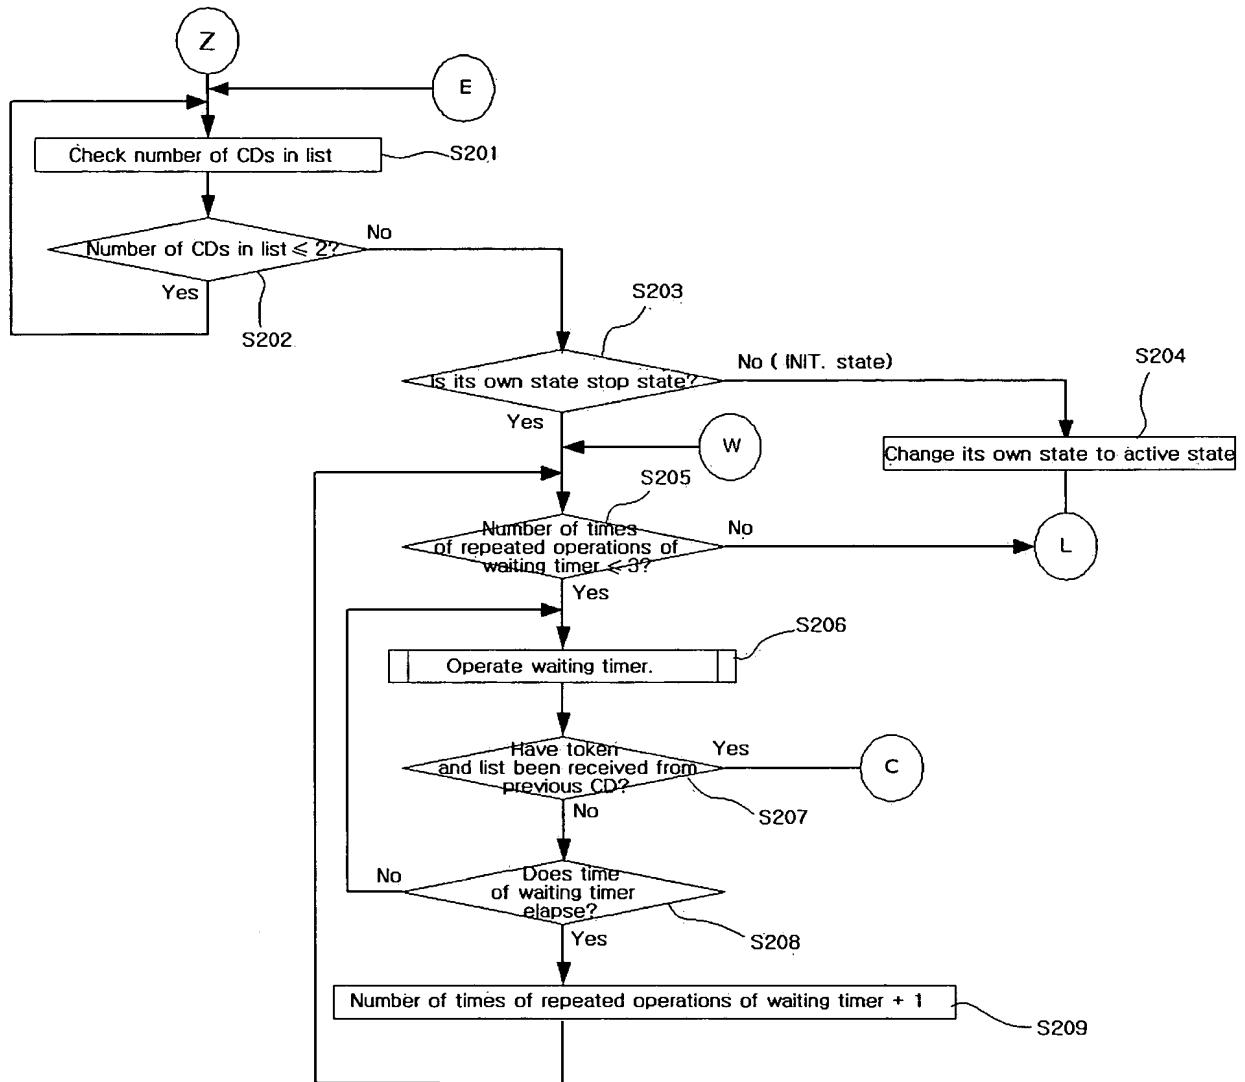 Z
E
Check number of CDs in list
S201
Number of CDs in list ⩽ 2?
No
Yes
S202
S203
Is its own state stop state?
No ( INIT. state)
S204
Yes
W
Change its own state to active state
S205
Number of times
of repeated operations of
waiting timer ⩽ 3?
No
L
Yes
S206
Operate waiting timer.
Have token
and list been received from
previous CD?
Yes
C
S207
No
Does time
of waiting timer
elapse?
No
S208
Yes
Number of times of repeated operations of waiting timer + 1
S209